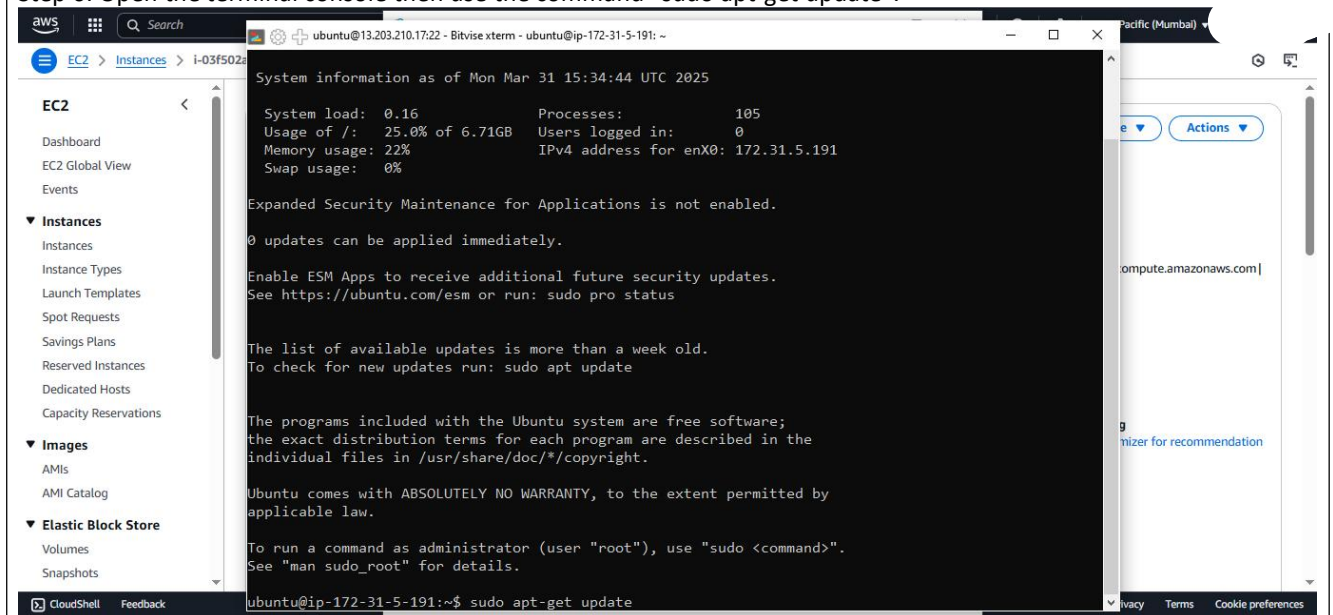 Step 6: Open the terminal console then use the command "sudo apt-get update".
aws
Search
Pacific (Mumbai)
ubuntu@13.203.210.17:22 - Bitvise xterm - ubuntu@ip-172-31-5-191: ~
EC2 > Instances > i-03f502
EC2
Dashboard
EC2 Global View
Events
Instances
Instances
Instance Types
Launch Templates
Spot Requests
Savings Plans
Reserved Instances
Dedicated Hosts
Capacity Reservations
Images
AMIs
AMI Catalog
Elastic Block Store
Volumes
Snapshots
CloudShell Feedback
System information as of Mon Mar 31 15:34:44 UTC 2025
System load: 0.16 Processes: 105
Usage of /: 25.0% of 6.71GB Users logged in: 0
Memory usage: 22% IPv4 address for enX0: 172.31.5.191
Swap usage: 0%
Expanded Security Maintenance for Applications is not enabled.
0 updates can be applied immediately.
Enable ESM Apps to receive additional future security updates.
See https://ubuntu.com/esm or run: sudo pro status
The list of available updates is more than a week old.
To check for new updates run: sudo apt update
The programs included with the Ubuntu system are free software;
the exact distribution terms for each program are described in the
individual files in /usr/share/doc/*/copyright.
Ubuntu comes with ABSOLUTELY NO WARRANTY, to the extent permitted by
applicable law.
To run a command as administrator (user "root"), use "sudo <command>".
See "man sudo_root" for details.
ubuntu@ip-172-31-5-191:~$ sudo apt-get update
Actions
compute.amazonaws.com |
mizer for recommendation
ivacy Terms Cookie preferences